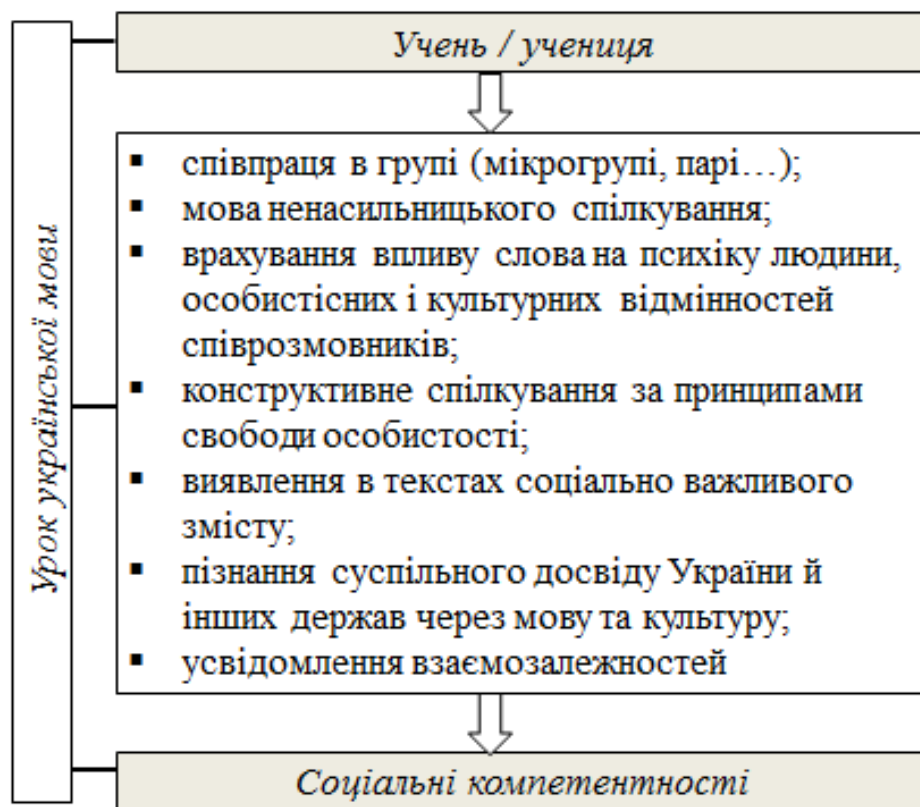 Учень / учениця
▪ співпраця в групі (мікрогрупі, парі…);
▪ мова ненасильницького спілкування;
▪ врахування впливу слова на психіку людини,
особистісних і культурних відмінностей
співрозмовників;
▪ конструктивне спілкування за принципами
свободи особистості;
▪ виявлення в текстах соціально важливого
змісту;
▪ пізнання суспільного досвіду України й
інших держав через мову та культуру;
▪ усвідомлення взаємозалежностей
Соціальні компетентності
Урок української мови